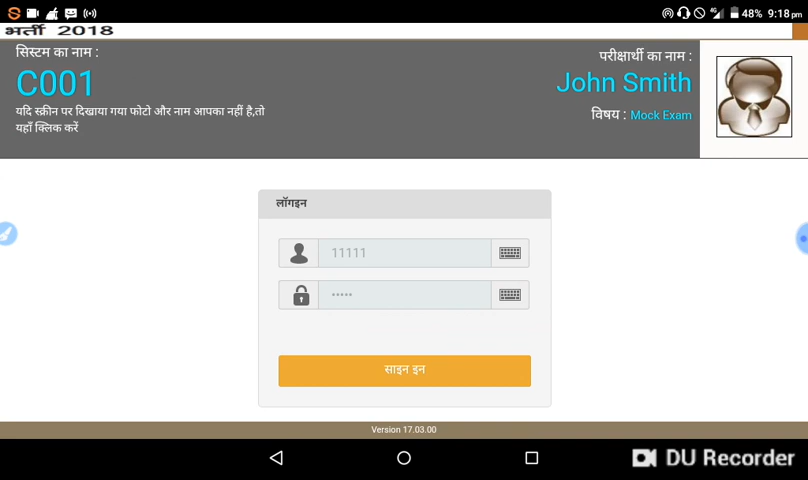 48% 9:18 pm
भर्ती 2018
सिस्टम का नाम :
C001
यदि स्क्रीन पर दिखाया गया फोटो और नाम आपका नहीं है,तो
यहाँ क्लिक करें
परीक्षार्थी का नाम :
John Smith
विषय : Mock Exam
लॉगइन
11111
•••••
साइन इन
Version 17.03.00
DU Recorder